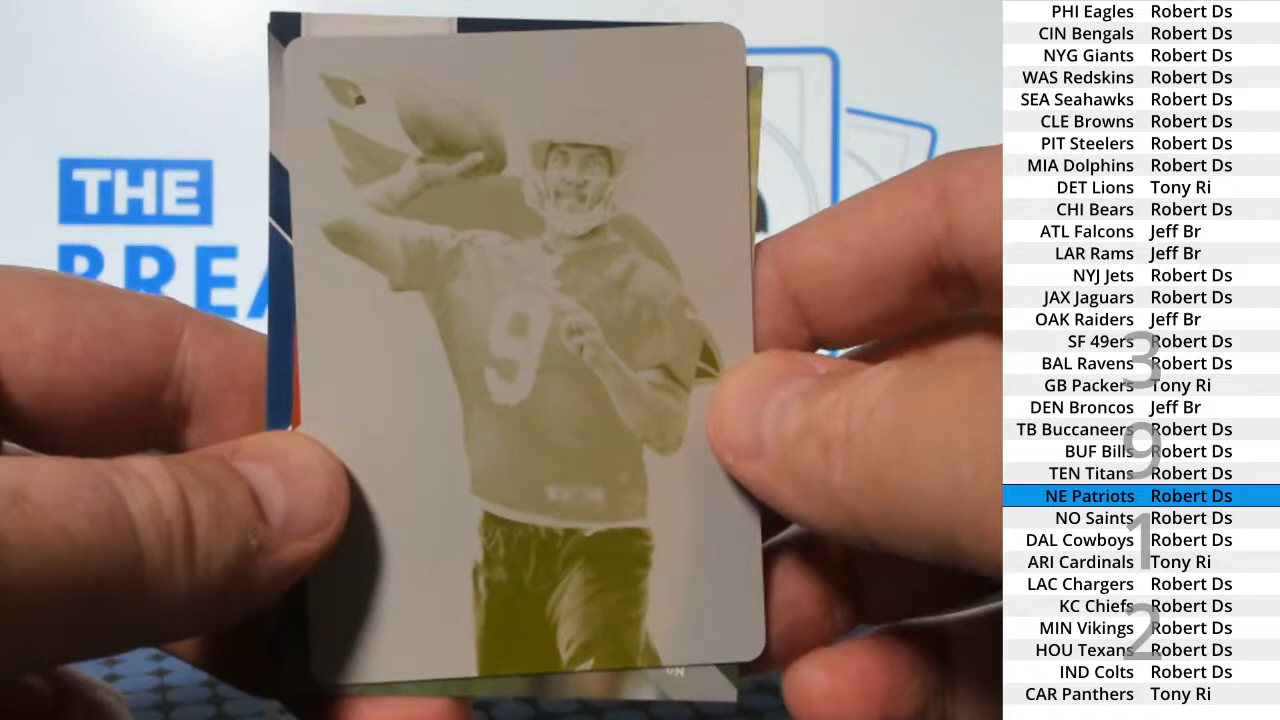 THE
BREA
9
PHI Eagles Robert Ds
CIN Bengals Robert Ds
NYG Giants Robert Ds
WAS Redskins Robert Ds
SEA Seahawks Robert Ds
CLE Browns Robert Ds
PIT Steelers Robert Ds
MIA Dolphins Robert Ds
DET Lions Tony Ri
CHI Bears Robert Ds
ATL Falcons Jeff Br
LAR Rams Jeff Br
NYJ Jets Robert Ds
JAX Jaguars Robert Ds
OAK Raiders Jeff Br
SF 49ers Robert Ds
BAL Ravens Robert Ds
GB Packers Tony Ri
DEN Broncos Jeff Br
TB Buccaneers Robert Ds
BUF Bills Robert Ds
TEN Titans Robert Ds
NE Patriots Robert Ds
NO Saints Robert Ds
DAL Cowboys Robert Ds
ARI Cardinals Tony Ri
LAC Chargers Robert Ds
KC Chiefs Robert Ds
MIN Vikings Robert Ds
HOU Texans Robert Ds
IND Colts Robert Ds
CAR Panthers Tony Ri
3
9
1
2